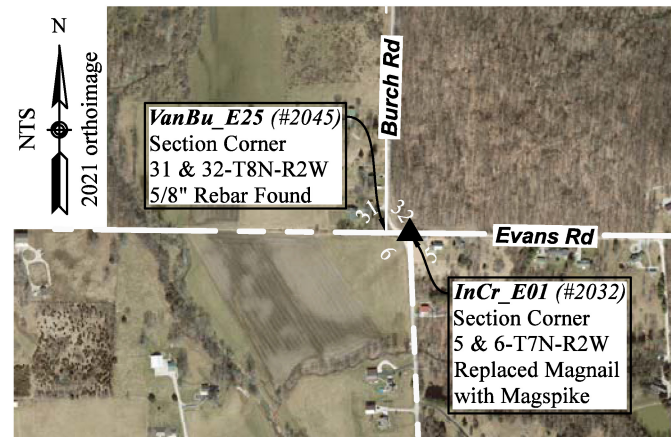 N
NTS
2021 orthoimage
Burch Rd
VanBu_E25 (#2045)
Section Corner
31 & 32-T8N-R2W
5/8" Rebar Found
31
32
6
5
Evans Rd
InCr_E01 (#2032)
Section Corner
5 & 6-T7N-R2W
Replaced Magnail
with Magspike